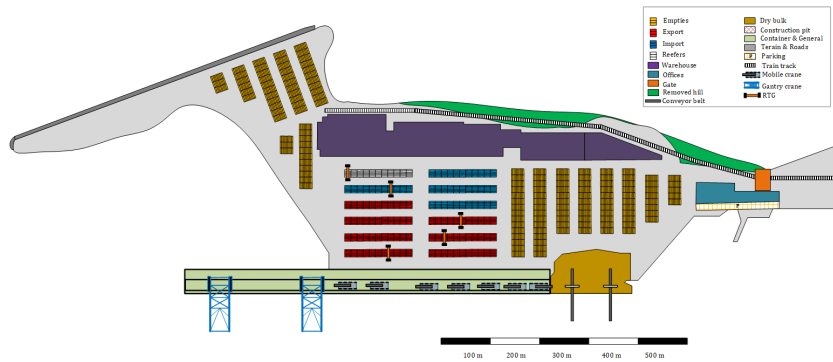 Empties
Export
Import
Reefers
Warehouse
Offices
Gate
Removed hill
Conveyor belt
Dry bulk
Construction pit
Container & General
Terain & Roads
P
Parking
Train track
Mobile crane
Gantry crane
RTG
P
100 m 200 m 300 m 400 m 500 m